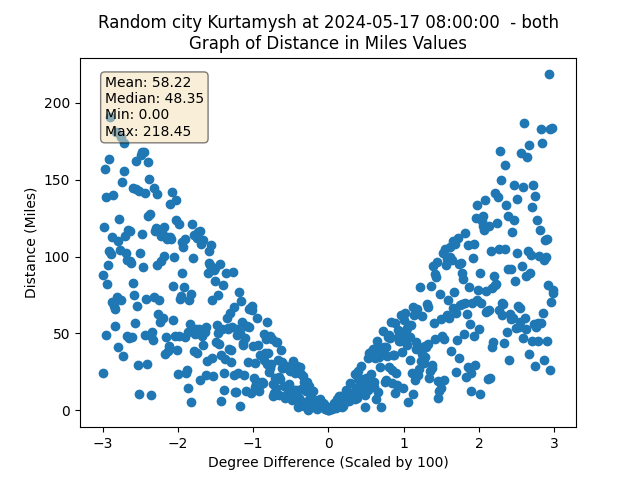 Random city Kurtamysh at 2024-05-17 08:00:00  - both
Graph of Distance in Miles Values
Mean: 58.22
Median: 48.35
Min: 0.00
Max: 218.45
Distance (Miles)
200
150
100
50
0
−3 −2 −1 0 1 2 3
Degree Difference (Scaled by 100)